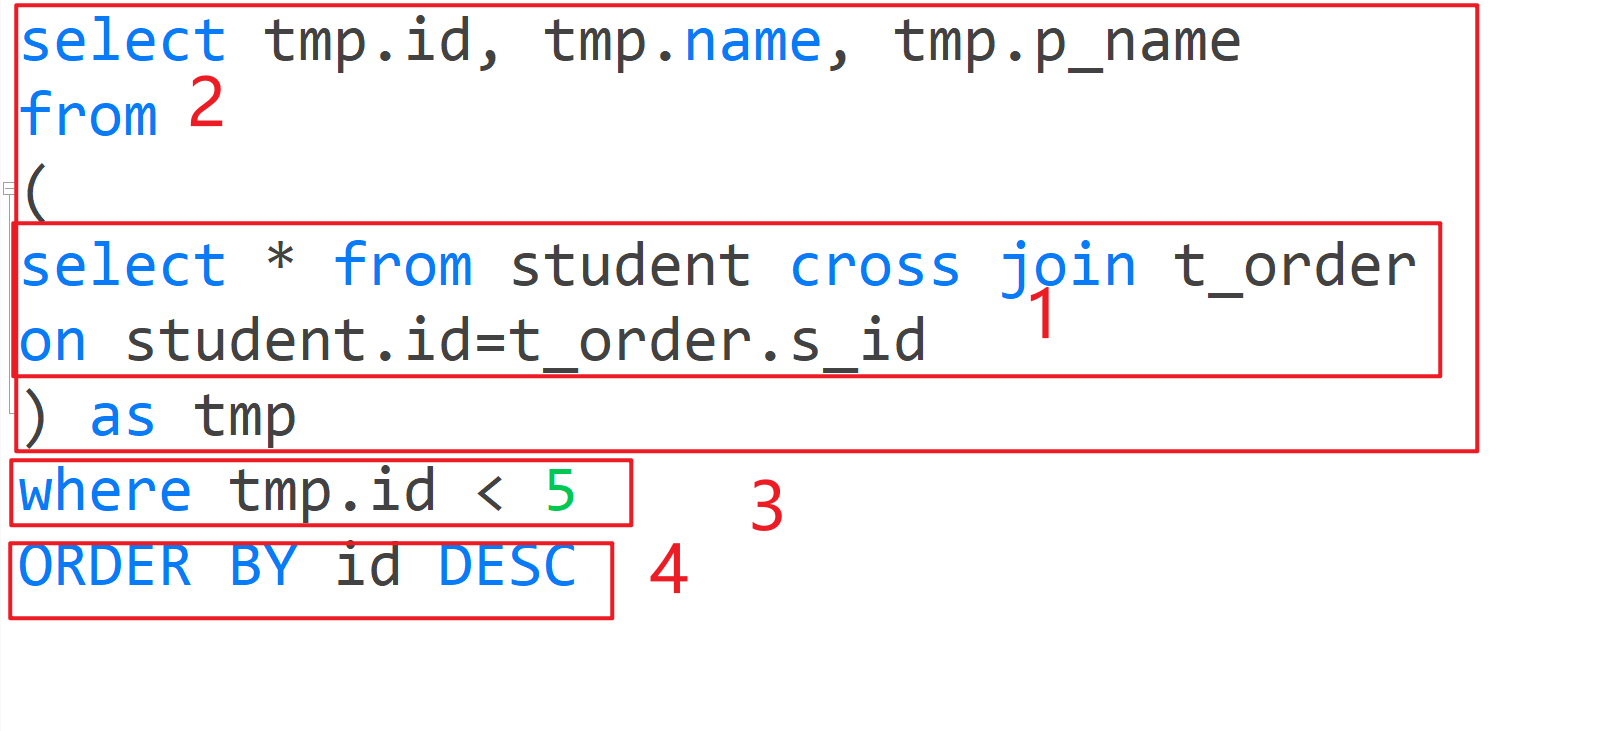 select tmp.id, tmp.name, tmp.p_name
from 2
(
select * from student cross join t_order
1
on student.id=t_order.s_id
) as tmp
where tmp.id < 5
3
ORDER BY id DESC
4